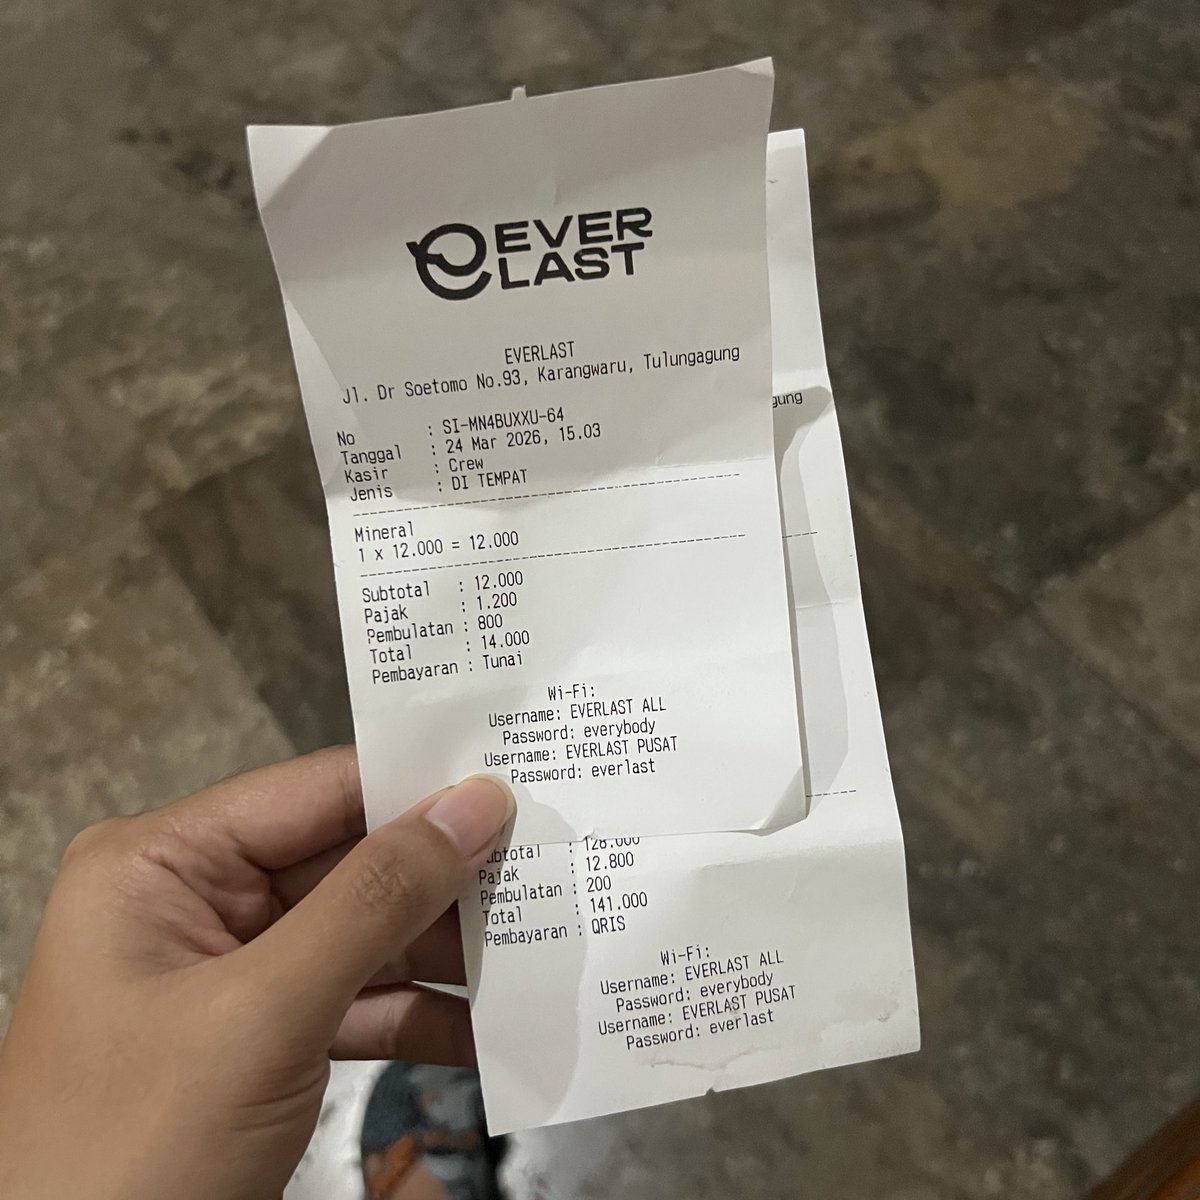 EVER
LAST
EVERLAST
Jl. Dr Soetomo No.93, Karangwaru, Tulungagung
No : SI-MN4BUXXU-64
Tanggal : 24 Mar 2026, 15.03
Kasir : Crew
Jenis : DI TEMPAT
Mineral
1 x 12.000 = 12.000
Subtotal : 12.000
Pajak : 1.200
Pembulatan : 800
Total : 14.000
Pembayaran : Tunai
Wi-Fi:
Username: EVERLAST ALL
Password: everybody
Username: EVERLAST PUSAT
Password: everlast
gung
ubtotal : 128.000
Pajak : 12.800
Pembulatan : 200
Total : 141.000
Pembayaran : QRIS
Wi-Fi:
Username: EVERLAST ALL
Password: everybody
Username: EVERLAST PUSAT
Password: everlast